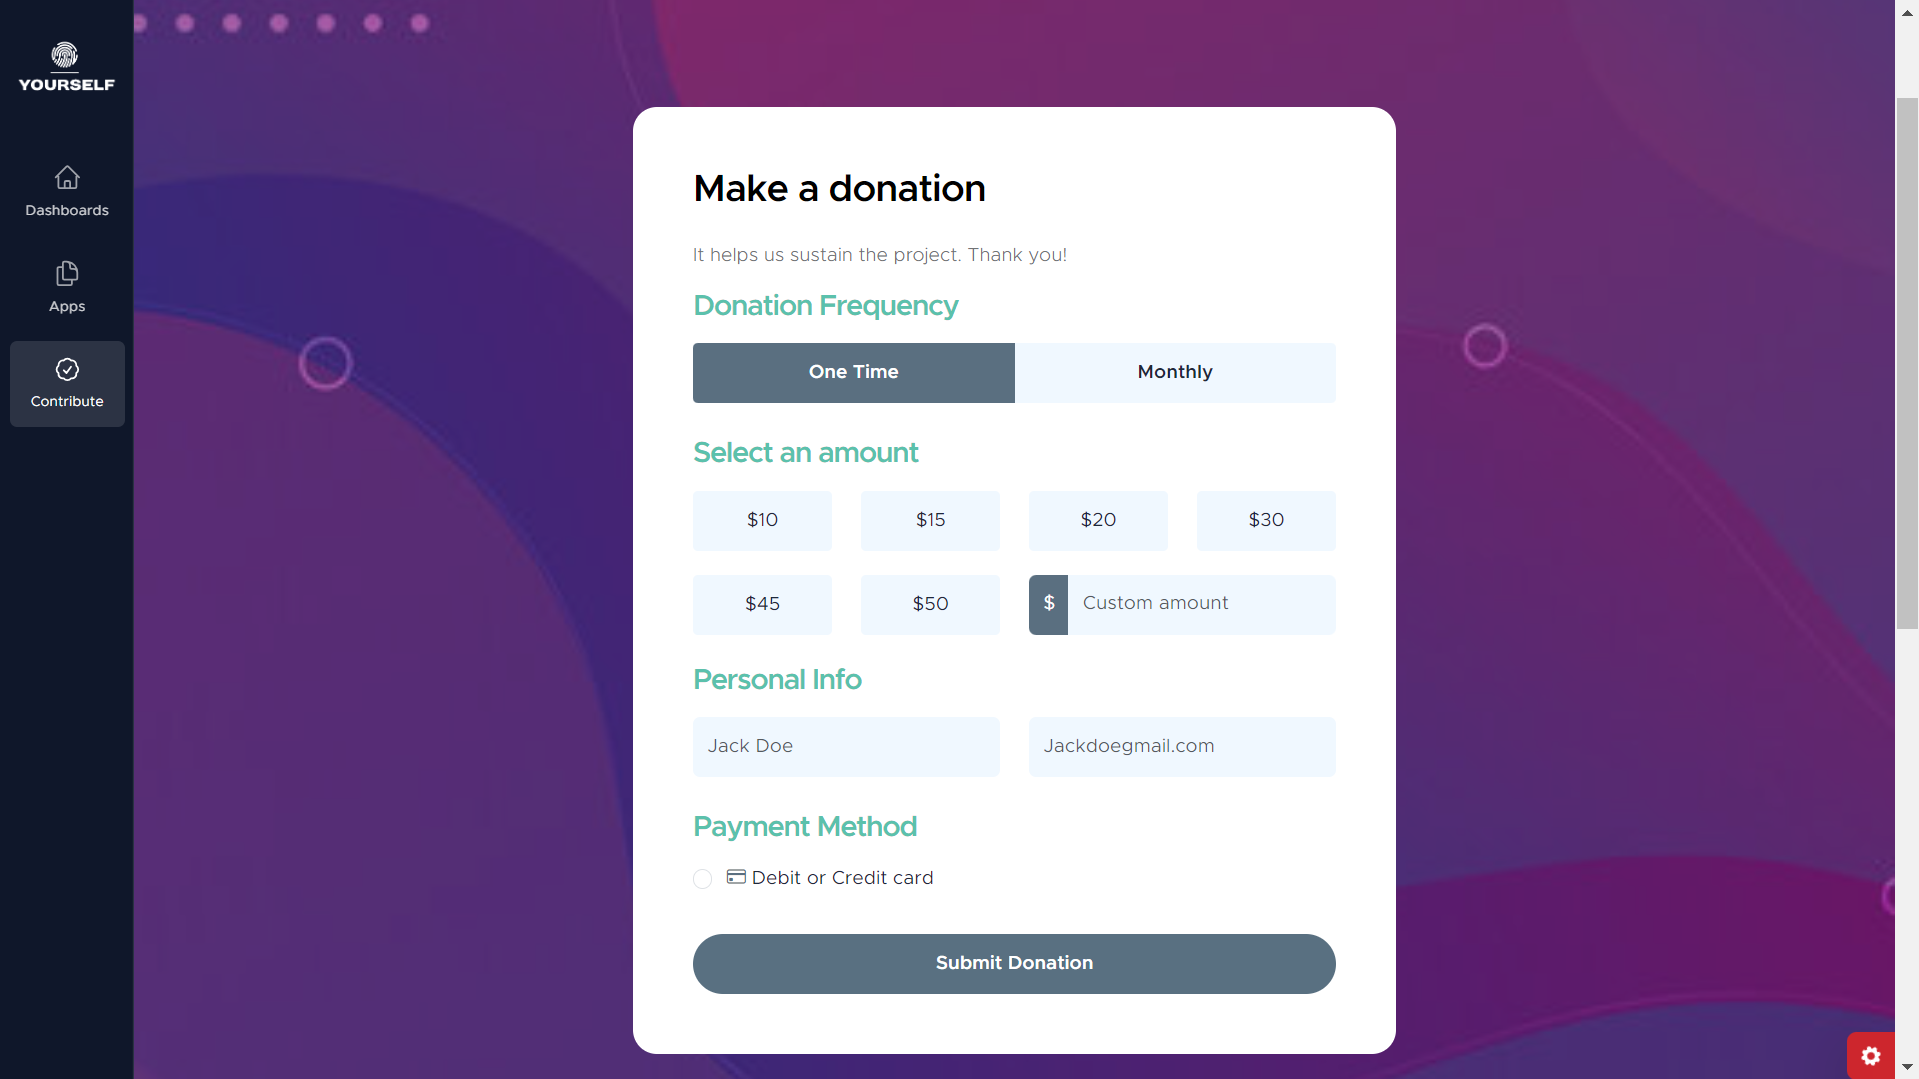 YOURSELF
Dashboards
Apps
Contribute
Make a donation
It helps us sustain the project. Thank you!
Donation Frequency
One Time
Monthly
Select an amount
$10
$15
$20
$30
$45
$50
$
Custom amount
Personal Info
Jack Doe
Jackdoegmail.com
Payment Method
Debit or Credit card
Submit Donation